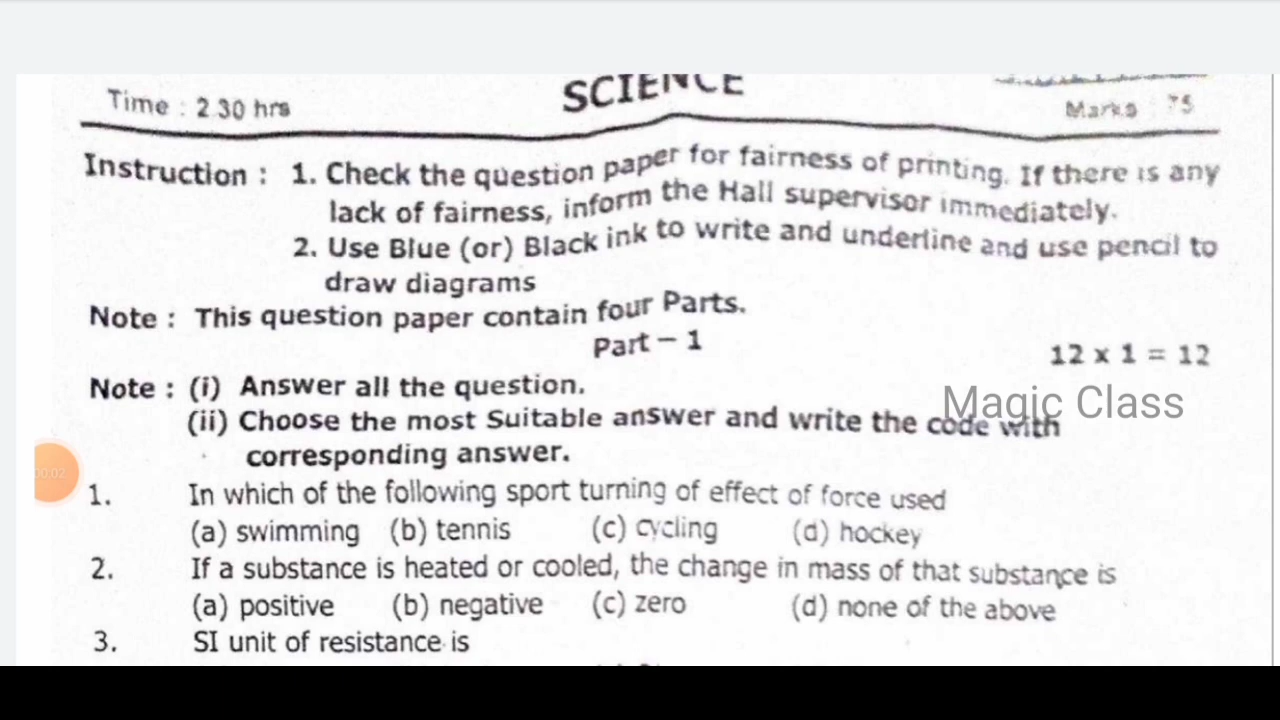 SCIENCE
Time : 2.30 hrs
Marks : 75
Instruction : 1. Check the question paper for fairness of printing. If there is any
lack of fairness, inform the Hall supervisor immediately.
2. Use Blue (or) Black ink to write and underline and use pencil to
draw diagrams
Note : This question paper contain four Parts.
Part - 1
12 x 1 = 12
Note : (i) Answer all the question.
Magic Class
(ii) Choose the most Suitable answer and write the code with
corresponding answer.
00:02
1. In which of the following sport turning of effect of force used
(a) swimming (b) tennis (c) cycling (d) hockey
2. If a substance is heated or cooled, the change in mass of that substance is
(a) positive (b) negative (c) zero (d) none of the above
3. SI unit of resistance is